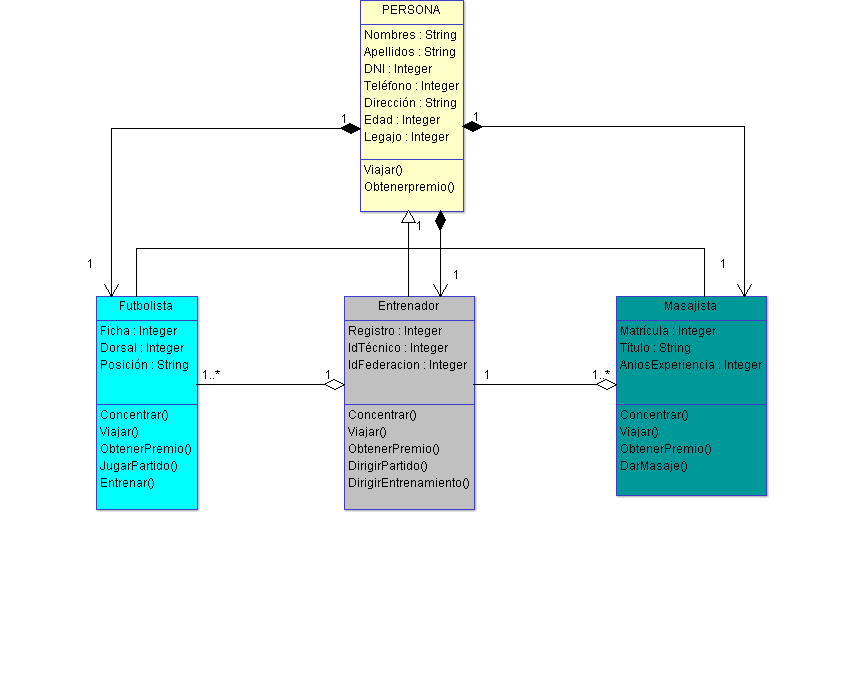 PERSONA
Nombres : String
Apellidos : String
DNI : Integer
Teléfono : Integer
Dirección : String
Edad : Integer
Legajo : Integer
Viajar()
Obtenerpremio()
1
1
1
1
1
1
Futbolista
Ficha : Integer
Dorsal : Integer
Posición : String
Concentrar()
Viajar()
ObtenerPremio()
JugarPartido()
Entrenar()
1..*
1
Entrenador
Registro : Integer
IdTécnico : Integer
IdFederacion : Integer
Concentrar()
Viajar()
ObtenerPremio()
DirigirPartido()
DirigirEntrenamiento()
1
1..*
Masajista
Matrícula : Integer
Título : String
AniosExperiencia : Integer
Concentrar()
Viajar()
ObtenerPremio()
DarMasaje()